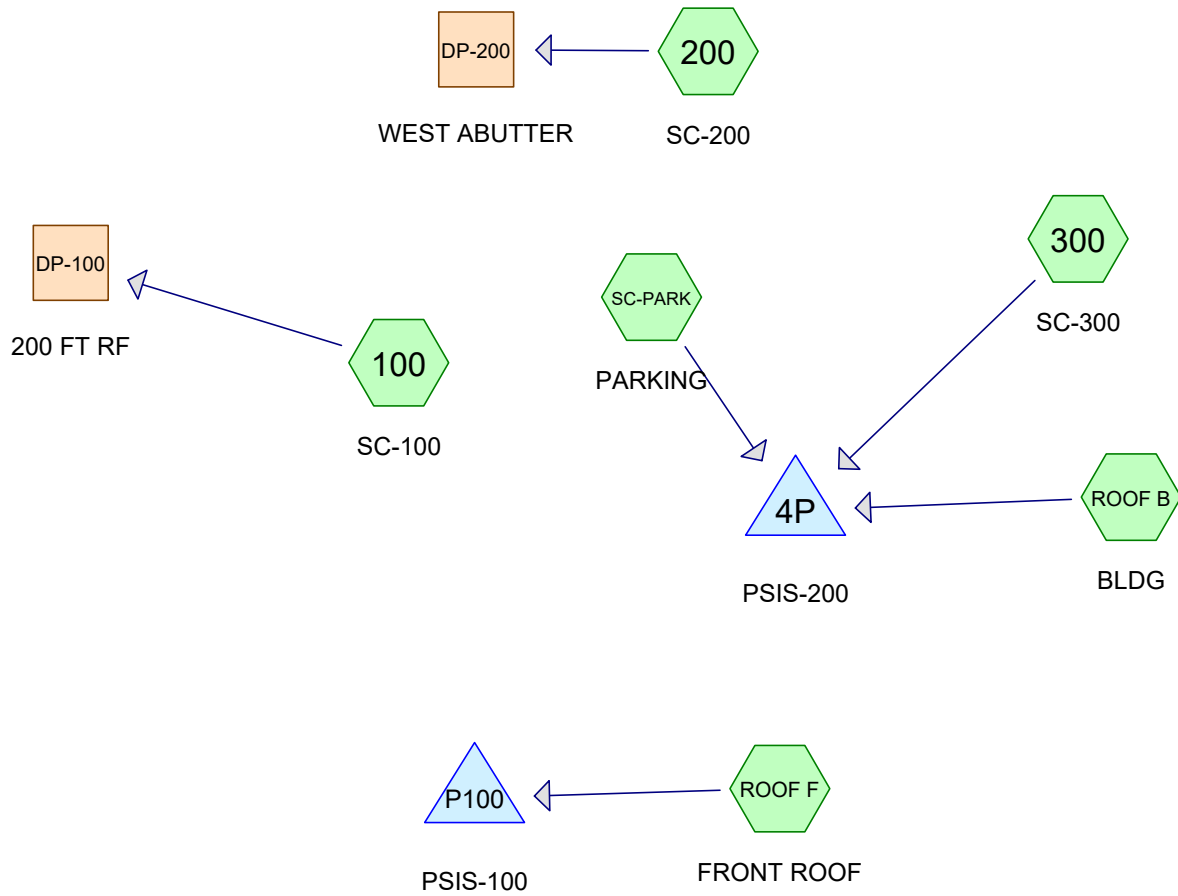 DP-200
200
WEST ABUTTER
SC-200
DP-100
200 FT RF
100
SC-100
SC-PARK
PARKING
300
SC-300
4P
PSIS-200
ROOF B
BLDG
P100
PSIS-100
ROOF F
FRONT ROOF